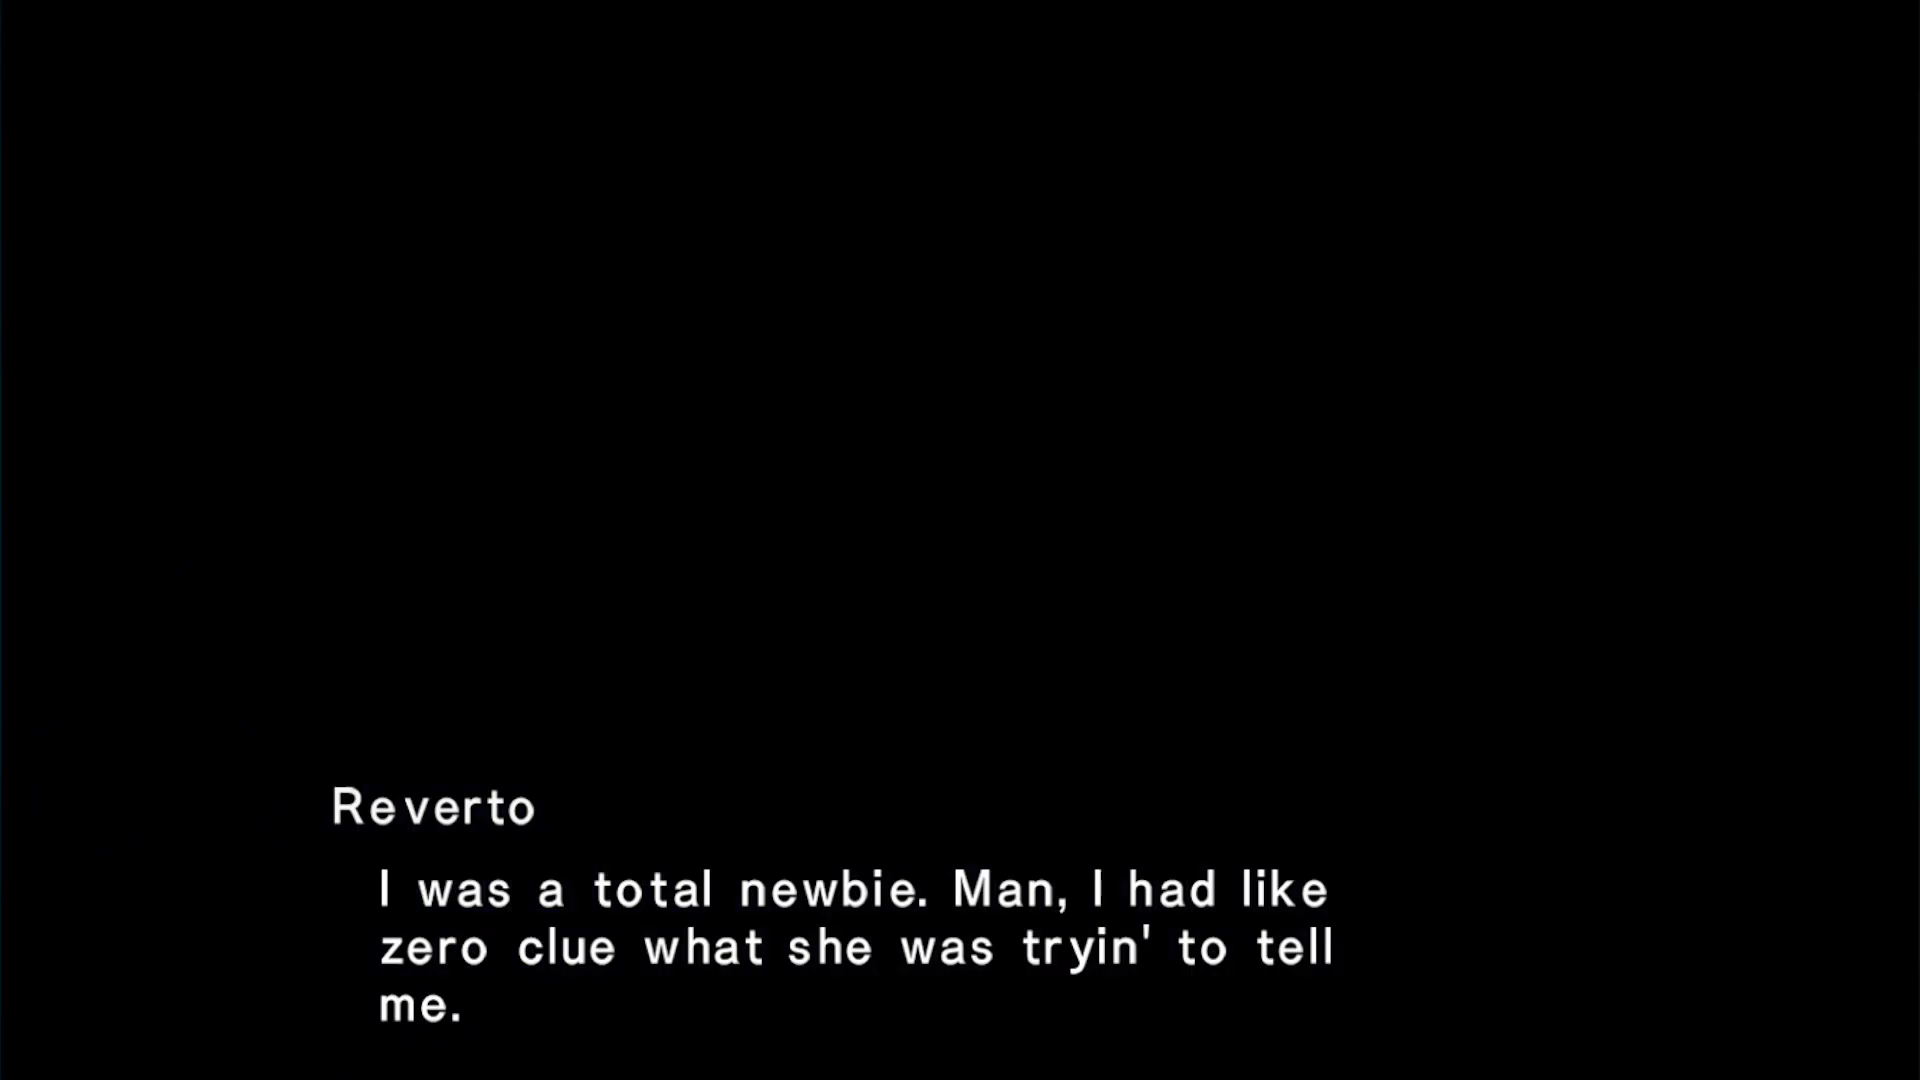 Reverto
I was a total newbie. Man, I had like
zero clue what she was tryin' to tell
me.